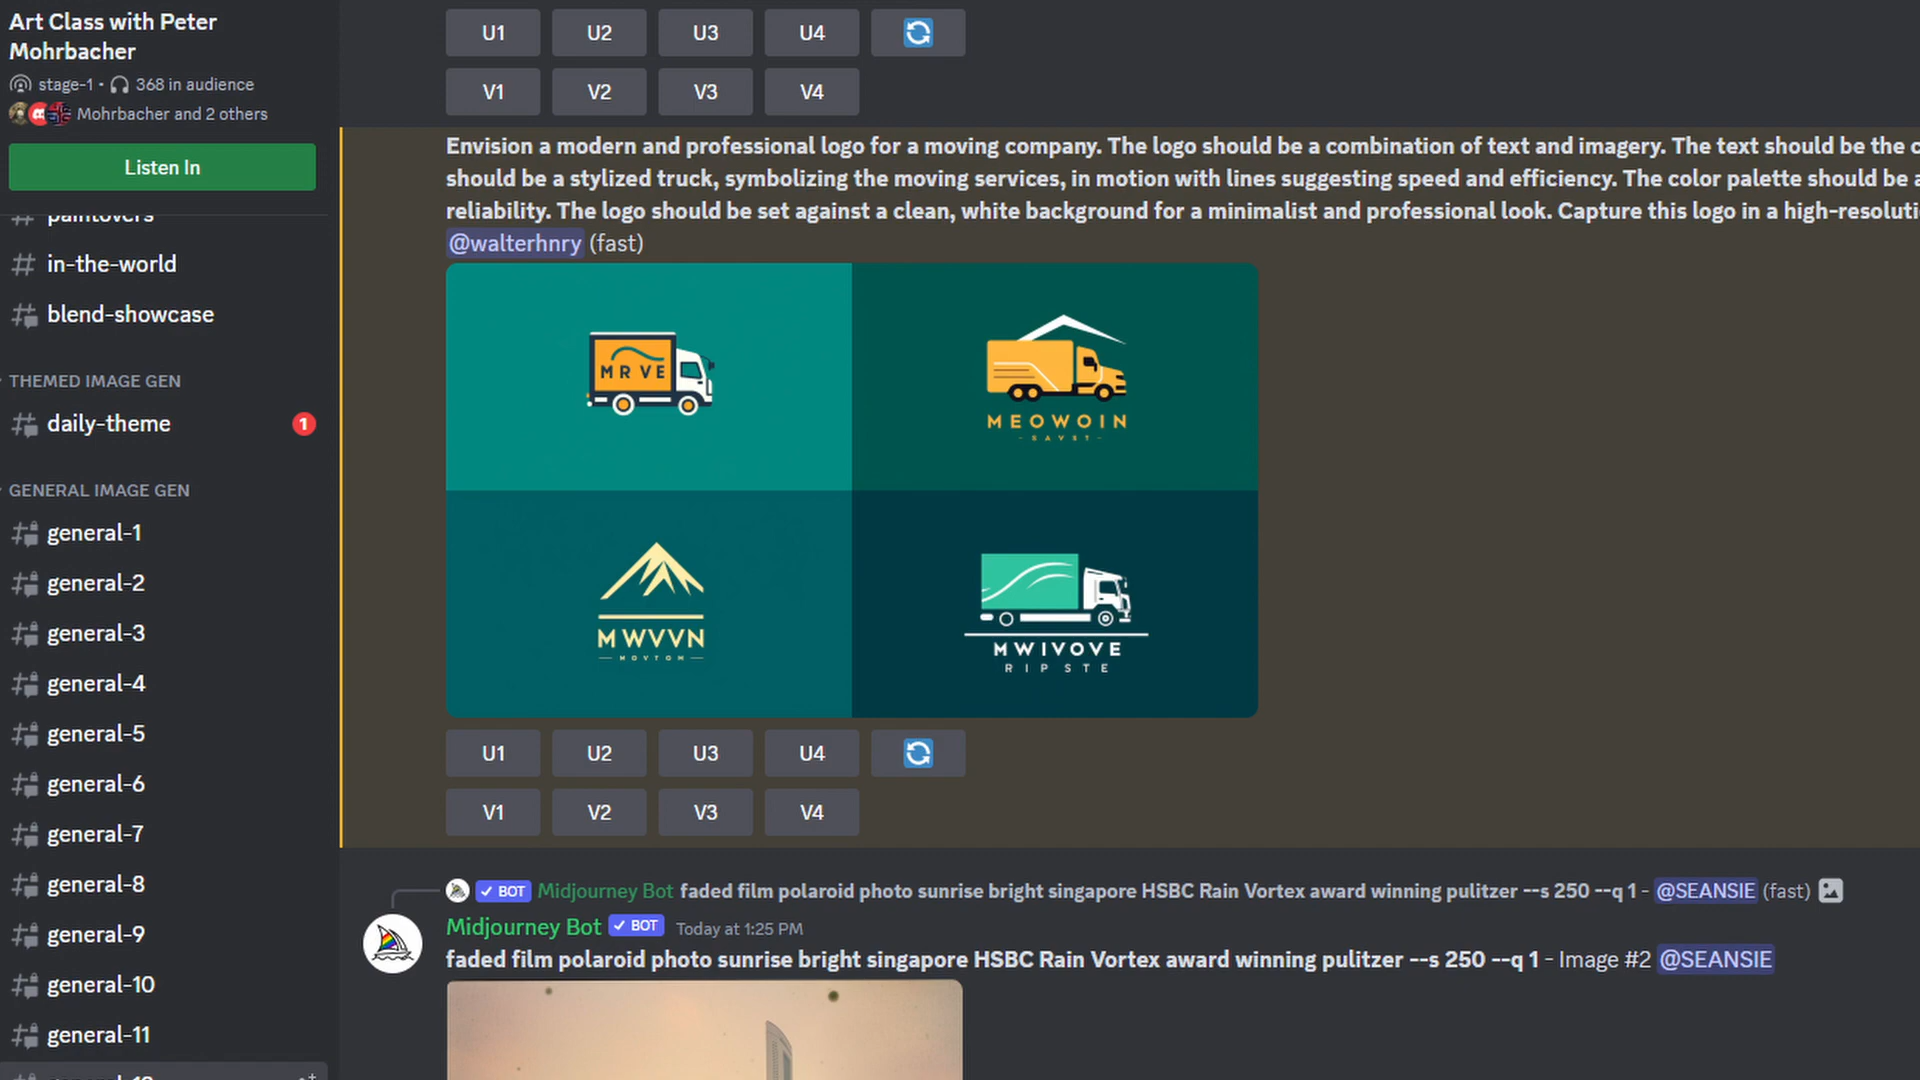 Art Class with Peter
Mohrbacher
stage-1 • 368 in audience
Mohrbacher and 2 others
Listen In
paintovers
in-the-world
blend-showcase
THEMED IMAGE GEN
daily-theme 1
GENERAL IMAGE GEN
general-1
general-2
general-3
general-4
general-5
general-6
general-7
general-8
general-9
general-10
general-11
U1 U2 U3 U4
V1 V2 V3 V4
Envision a modern and professional logo for a moving company. The logo should be a combination of text and imagery. The text should be the
should be a stylized truck, symbolizing the moving services, in motion with lines suggesting speed and efficiency. The color palette should be
reliability. The logo should be set against a clean, white background for a minimalist and professional look. Capture this logo in a
@walterhnry (fast)
MRVE
MEOWOIN
SAVST
MWVVN
MOVTOM
MWIVOVE
RIP STE
U1 U2 U3 U4
V1 V2 V3 V4
BOT Midjourney Bot faded film polaroid photo sunrise bright singapore HSBC Rain Vortex award winning pulitzer --s 250 --q 1 - @SEANSIE (fast)
Midjourney Bot BOT Today at 1:25 PM
faded film polaroid photo sunrise bright singapore HSBC Rain Vortex award winning pulitzer --s 250 --q 1 - Image #2 @SEANSIE